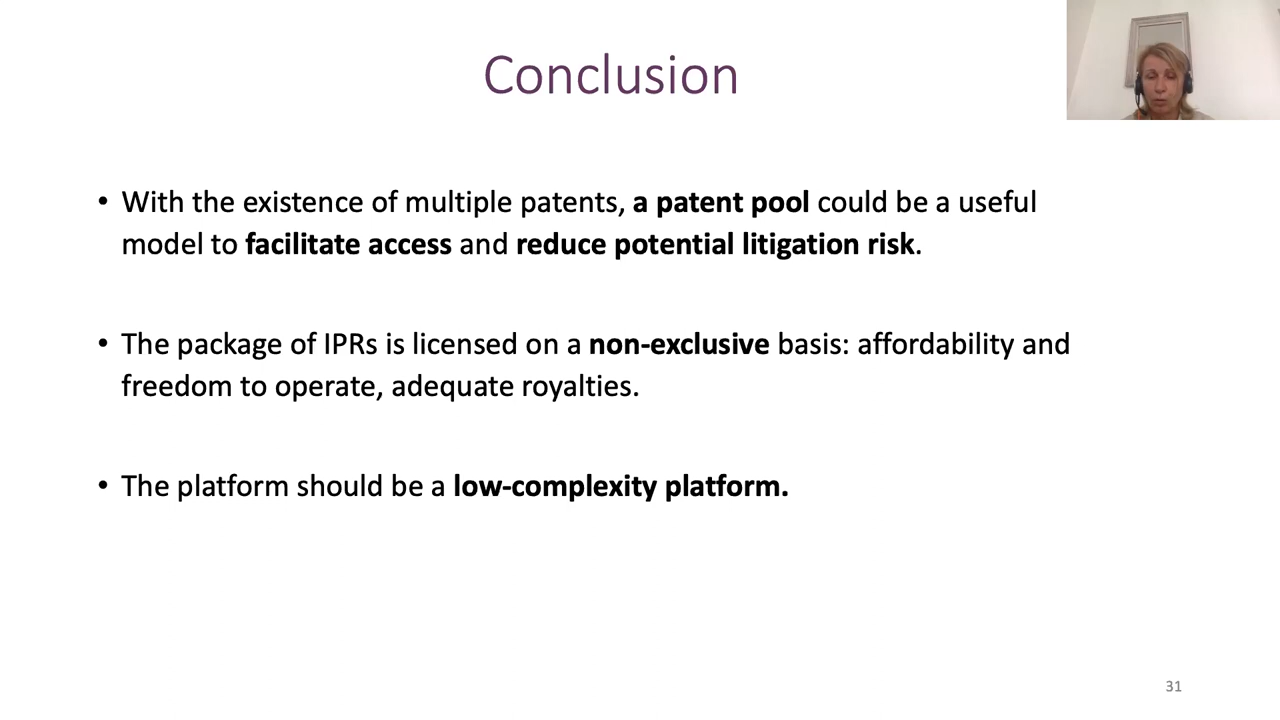 Conclusion
• With the existence of multiple patents, a patent pool could be a useful
model to facilitate access and reduce potential litigation risk.
• The package of IPRs is licensed on a non-exclusive basis: affordability and
freedom to operate, adequate royalties.
• The platform should be a low-complexity platform.
31